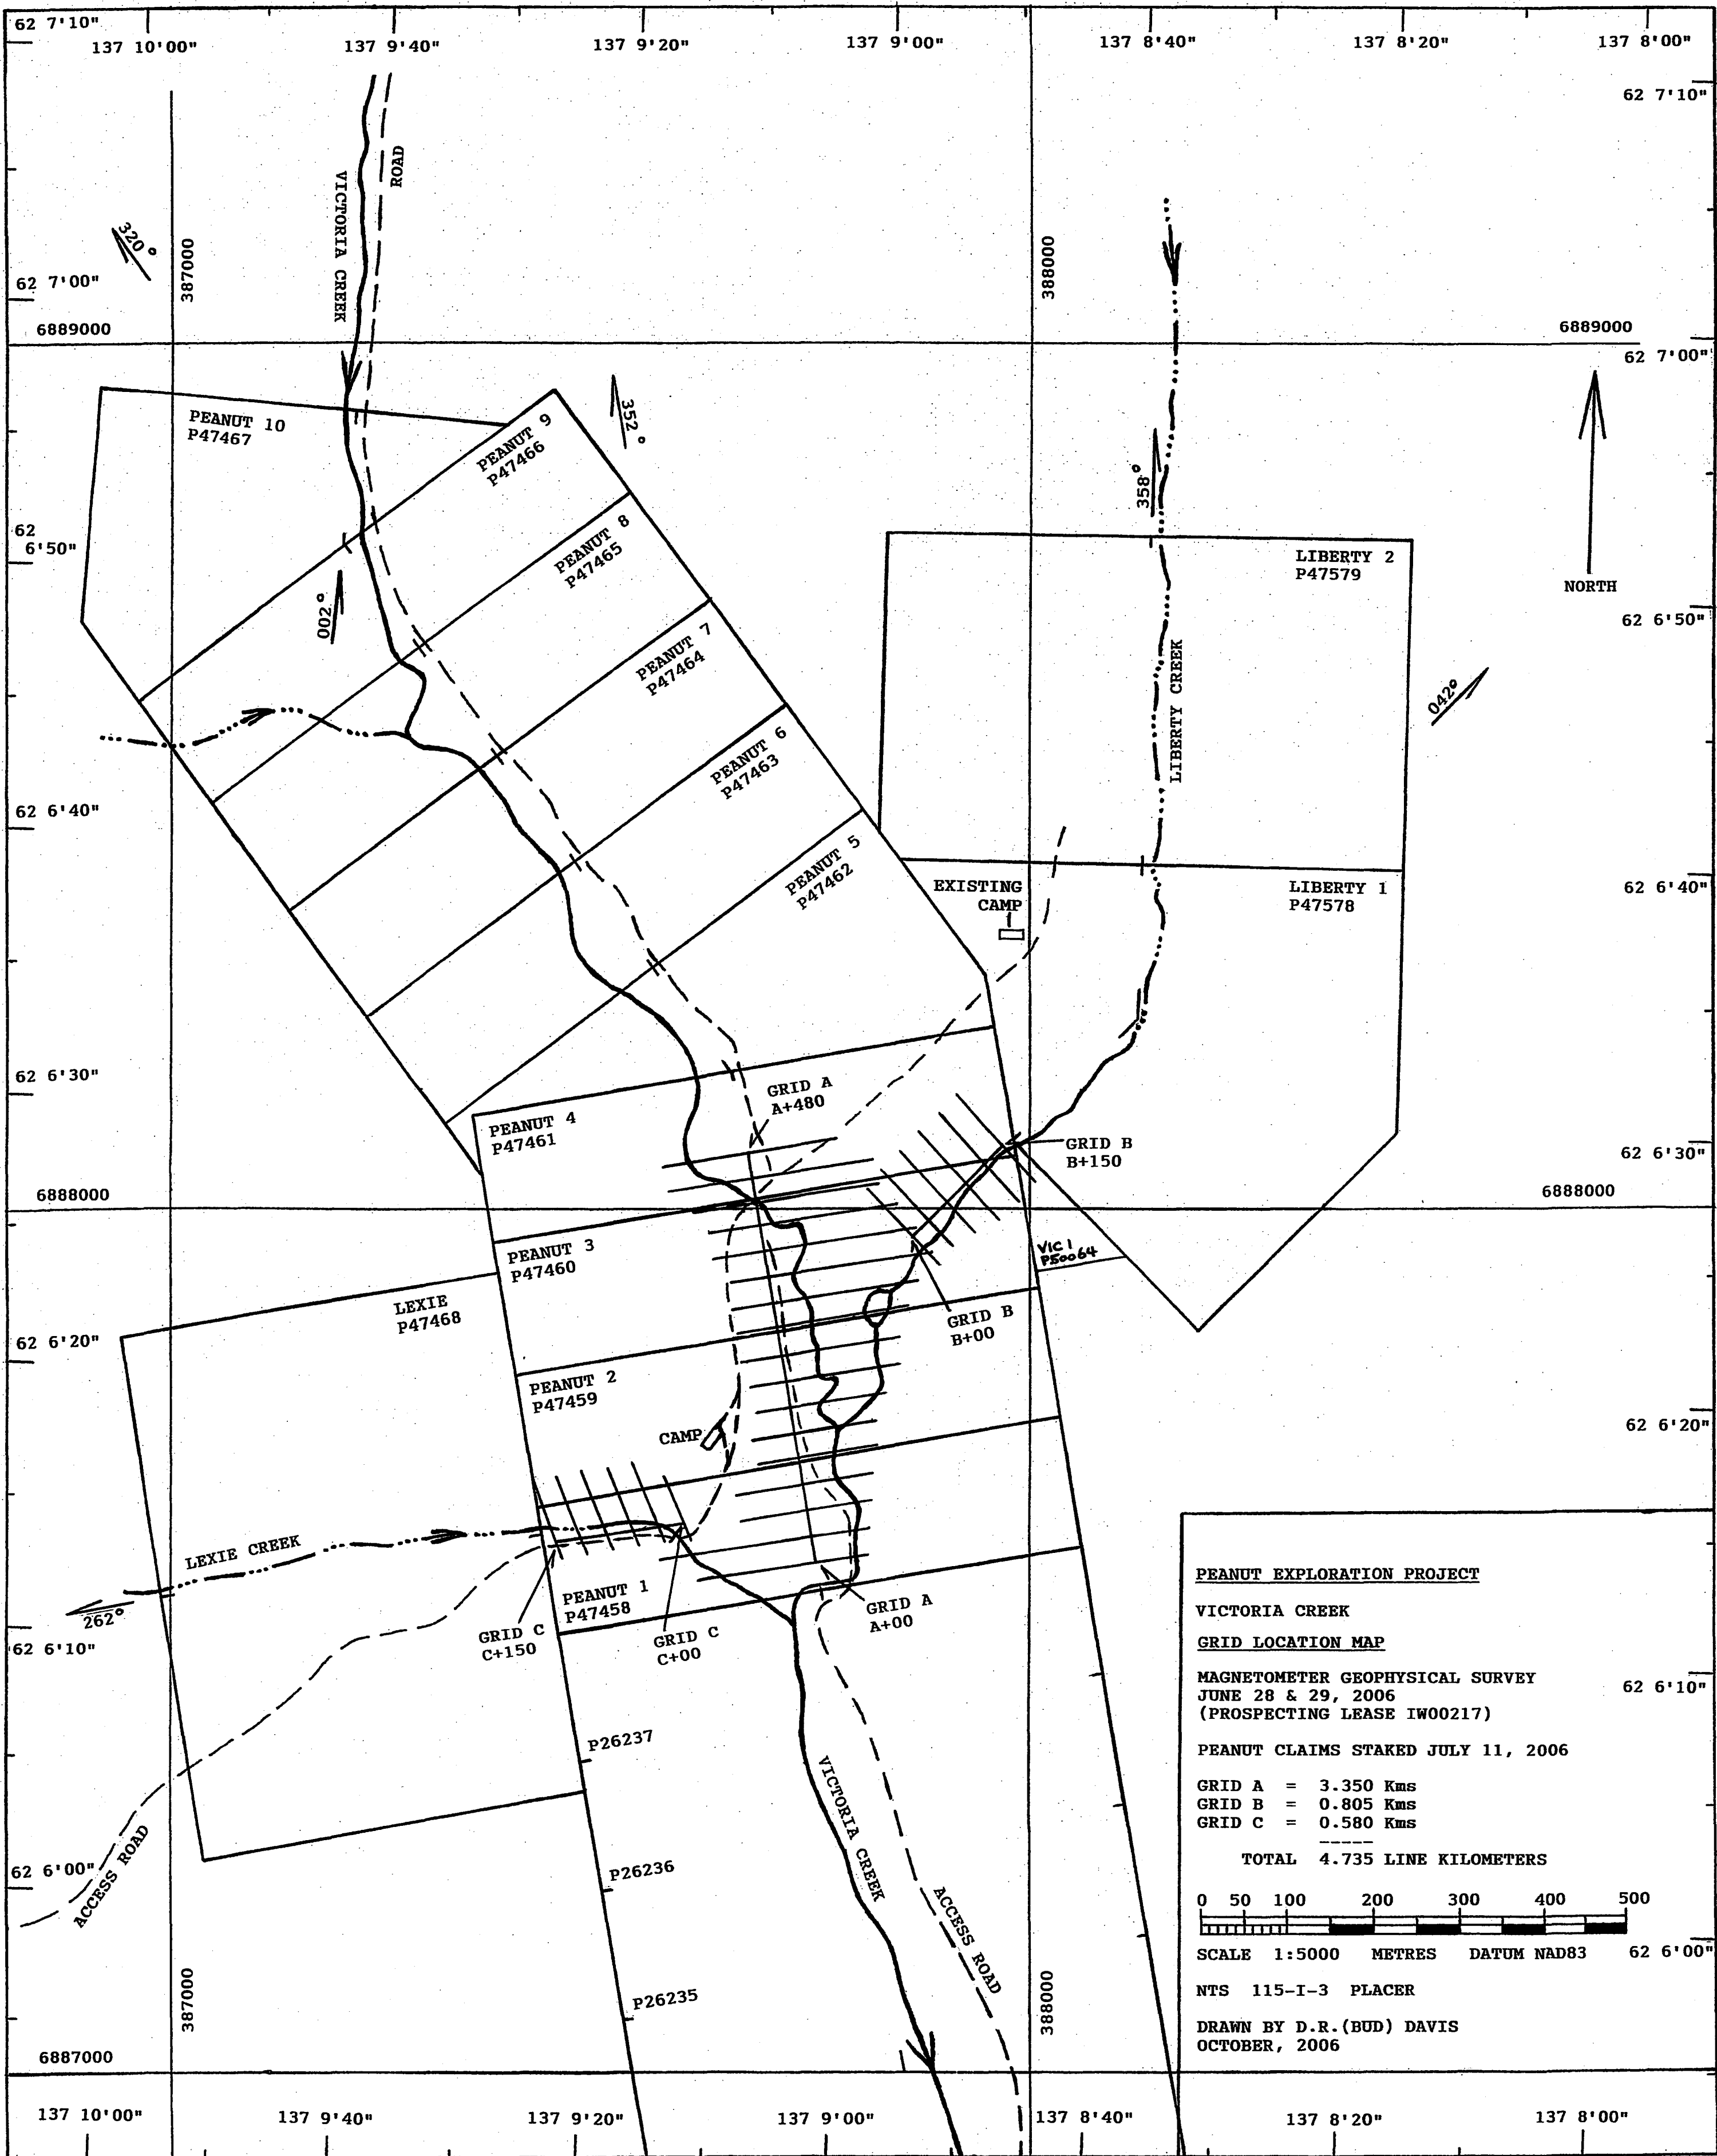 62 7'10"
137 10'00"
137 9'40"
137 9'20"
137 9'00"
137 8'40"
137 8'20"
137 8'00"
62 7'10"
ROAD
VICTORIA CREEK
320°
387000
388000
62 7'00"
6889000
6889000
62 7'00"
PEANUT 10
P47467
PEANUT 9
P47466
352°
358°
NORTH
62
6'50"
PEANUT 8
P47465
LIBERTY 2
P47579
002°
62 6'50"
PEANUT 7
P47464
LIBERTY CREEK
042°
PEANUT 6
P47463
62 6'40"
PEANUT 5
P47462
EXISTING
CAMP
LIBERTY 1
P47578
62 6'40"
62 6'30"
GRID A
A+480
PEANUT 4
P47461
GRID B
B+150
62 6'30"
6888000
6888000
PEANUT 3
P47460
VIC 1
P50064
LEXIE
P47468
GRID B
B+00
62 6'20"
PEANUT 2
P47459
CAMP
62 6'20"
LEXIE CREEK
262°
PEANUT 1
P47458
GRID A
A+00
GRID C
C+150
GRID C
C+00
62 6'10"
62 6'10"
P26237
VICTORIA CREEK
ACCESS ROAD
62 6'00"
P26236
ACCESS ROAD
P26235
387000
388000
6887000
PEANUT EXPLORATION PROJECT
VICTORIA CREEK
GRID LOCATION MAP
MAGNETOMETER GEOPHYSICAL SURVEY
JUNE 28 & 29, 2006
(PROSPECTING LEASE IW00217)
PEANUT CLAIMS STAKED JULY 11, 2006
GRID A = 3.350 Kms
GRID B = 0.805 Kms
GRID C = 0.580 Kms
-----
TOTAL 4.735 LINE KILOMETERS
0 50 100 200 300 400 500
SCALE 1:5000 METRES DATUM NAD83
62 6'00"
NTS 115-I-3 PLACER
DRAWN BY D.R.(BUD) DAVIS
OCTOBER, 2006
137 10'00"
137 9'40"
137 9'20"
137 9'00"
137 8'40"
137 8'20"
137 8'00"